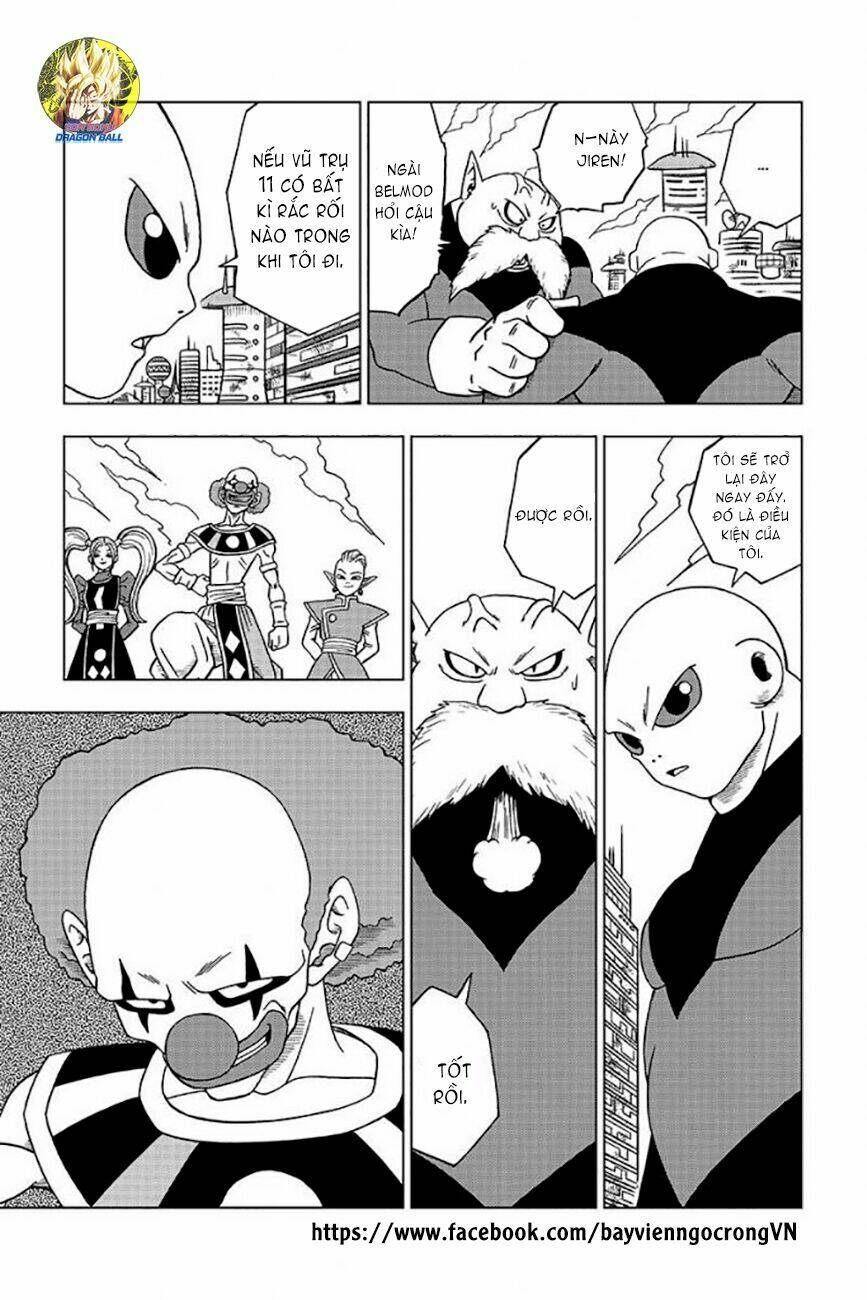 ...
N-NÀY
JIREN!
NGÀI
BELMOD
HỎI CẬU
KÌA!
NẾU VŨ TRỤ
11 CÓ BẤT
KÌ RẮC RỐI
NÀO TRONG
KHI TÔI ĐI.
TÔI SẼ TRỞ
LẠI ĐÂY
NGAY ĐẤY.
ĐÓ LÀ ĐIỀU
KIỆN CỦA
TÔI.
ĐƯỢC RỒI.
TỐT
RỒI.
DRAGON BALL
https://www.facebook.com/bayvienngocrongVN